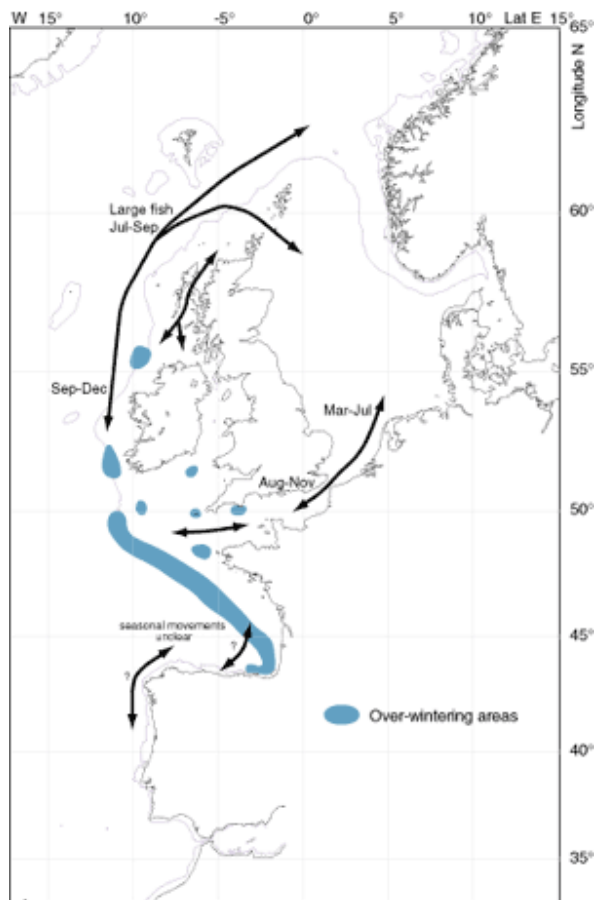 W 15° 10° -5° 0° 5° 10° Lat E 15°
65°
Longitude N
Large fish
Jul-Sep
60°
Sep-Dec
55°
Mar-Jul
Aug-Nov
50°
seasonal movements
unclear
?
45°
?
Over-wintering areas
40°
35°